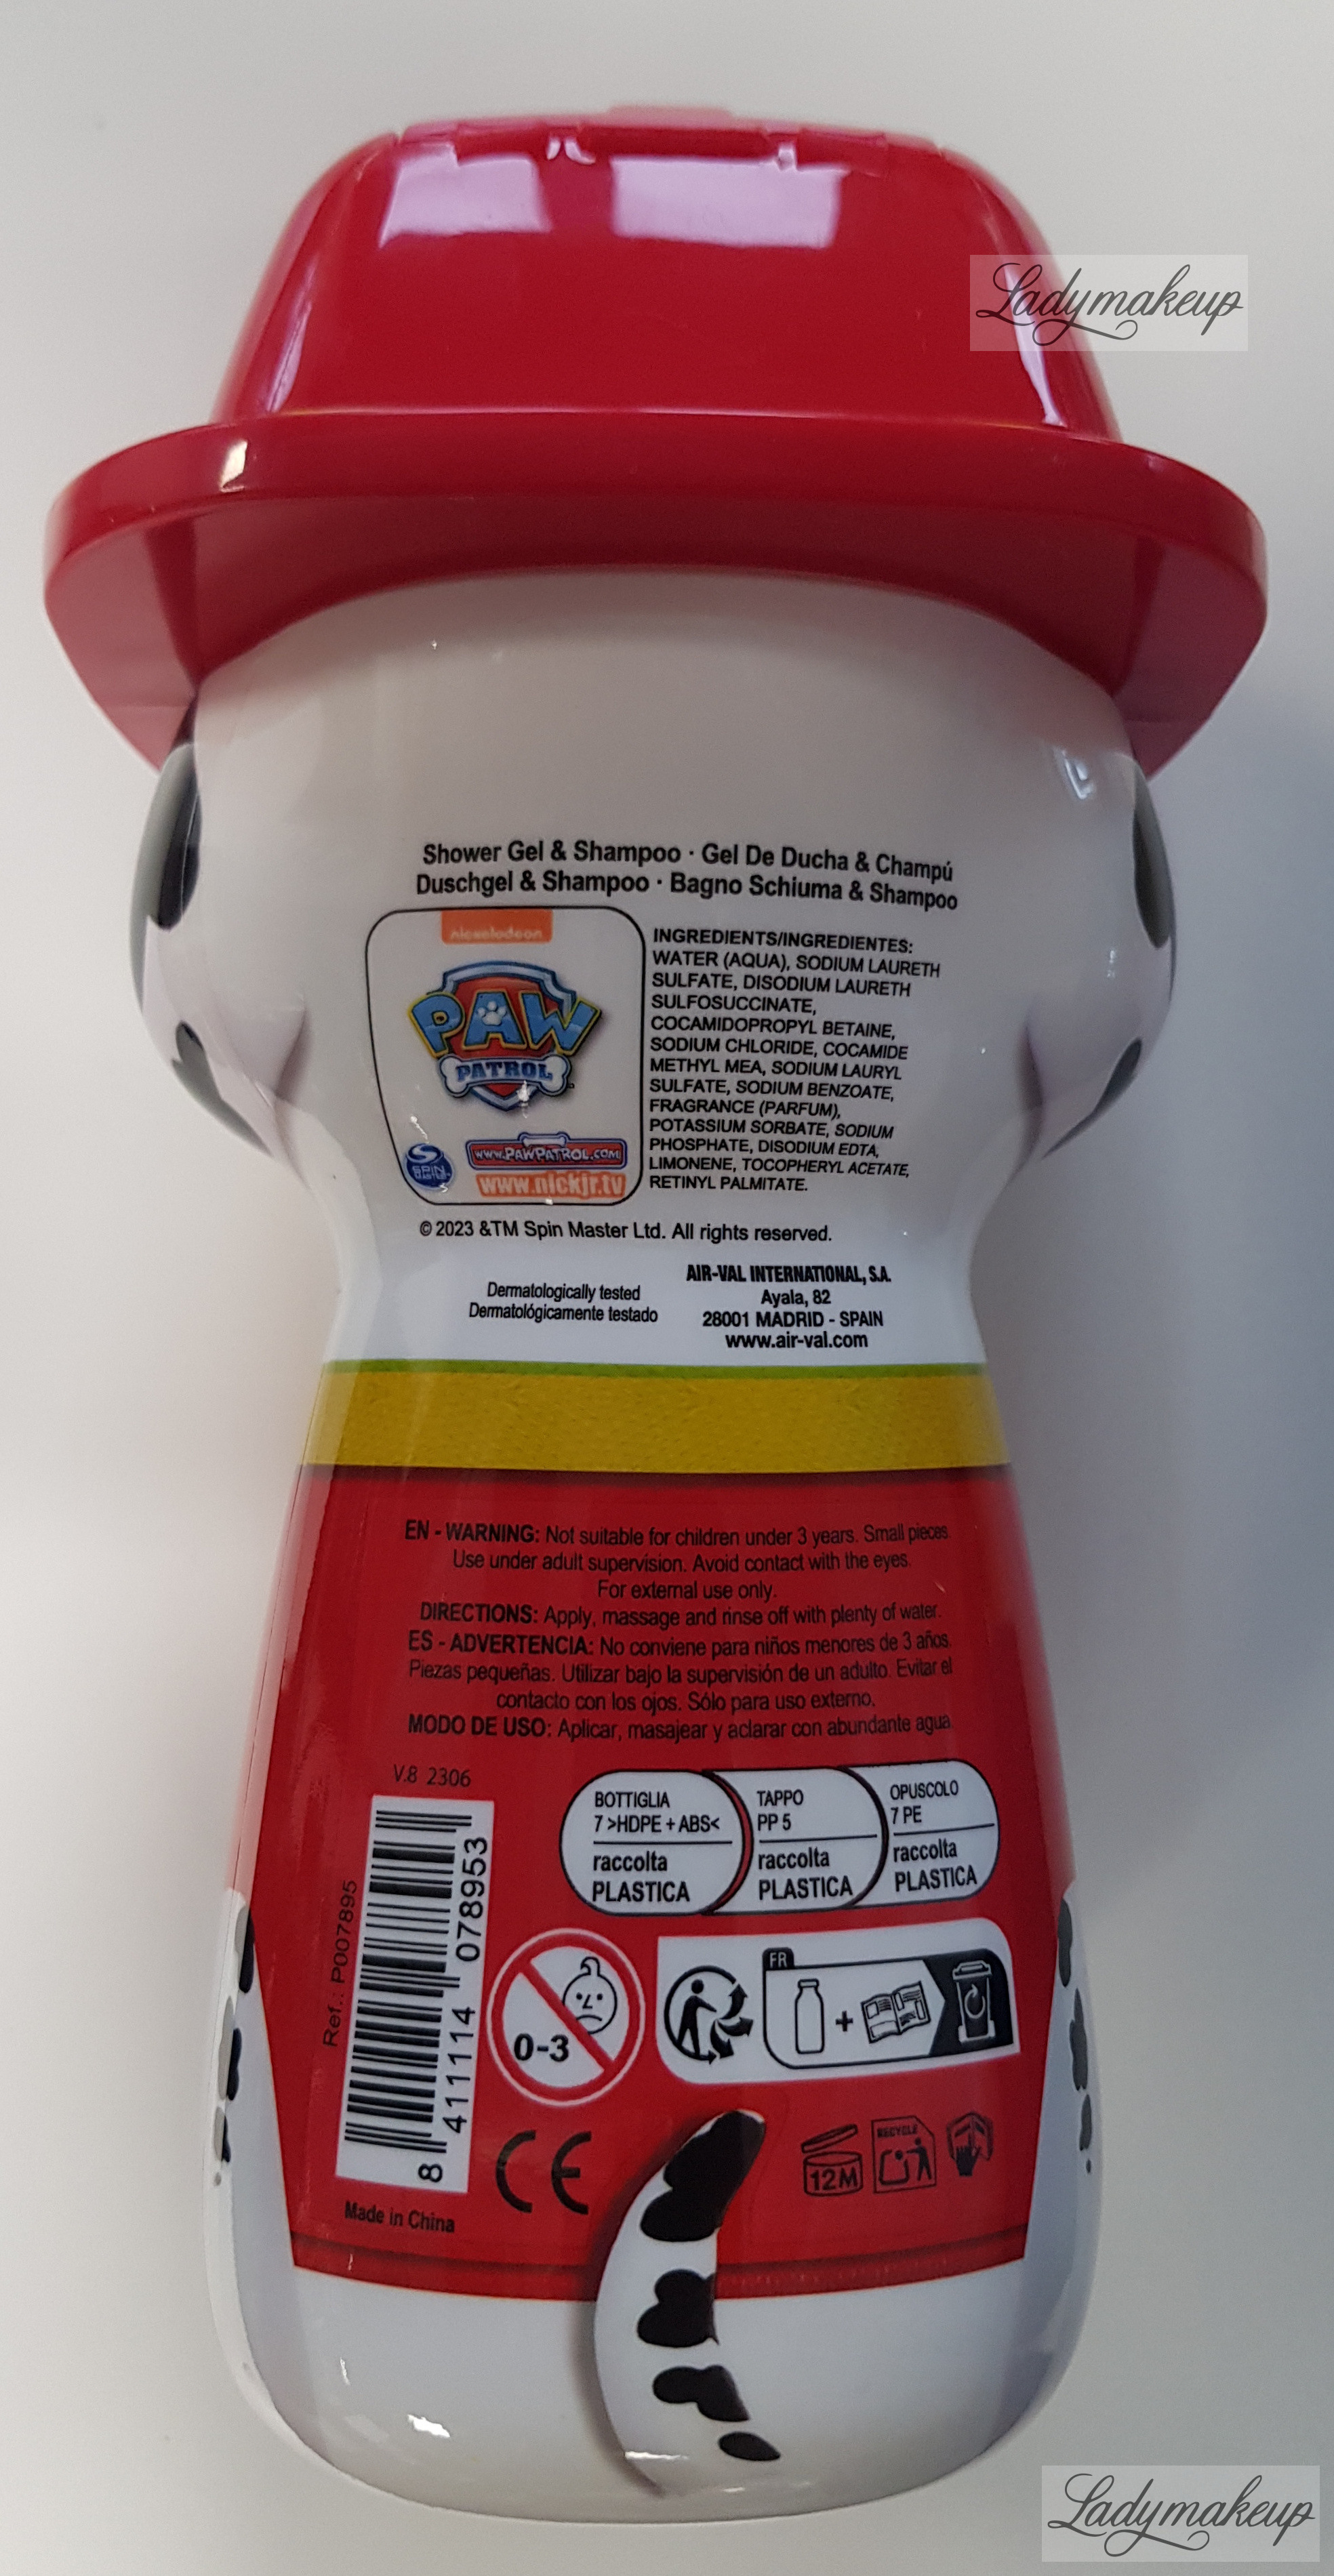 Ladymakeup
Shower Gel & Shampoo · Gel De Ducha & Champú
Duschgel & Shampoo · Bagno Schiuma & Shampoo
nickelodeon
PAW
PATROL
™
SPIN
MASTER
www.PAWPATROL.com
www.nickjr.tv
INGREDIENTS/INGREDIENTES:
WATER (AQUA), SODIUM LAURETH
SULFATE, DISODIUM LAURETH
SULFOSUCCINATE,
COCAMIDOPROPYL BETAINE,
SODIUM CHLORIDE, COCAMIDE
METHYL MEA, SODIUM LAURYL
SULFATE, SODIUM BENZOATE,
FRAGRANCE (PARFUM),
POTASSIUM SORBATE, SODIUM
PHOSPHATE, DISODIUM EDTA,
LIMONENE, TOCOPHERYL ACETATE,
RETINYL PALMITATE.
© 2023 &TM Spin Master Ltd. All rights reserved.
Dermatologically tested
Dermatológicamente testado
AIR-VAL INTERNATIONAL, S.A.
Ayala, 82
28001 MADRID - SPAIN
www.air-val.com
EN - WARNING: Not suitable for children under 3 years. Small pieces.
Use under adult supervision. Avoid contact with the eyes.
For external use only.
DIRECTIONS: Apply, massage and rinse off with plenty of water.
ES - ADVERTENCIA: No conviene para niños menores de 3 años.
Piezas pequeñas. Utilizar bajo la supervisión de un adulto. Evitar el
contacto con los ojos. Sólo para uso externo.
MODO DE USO: Aplicar, masajear y aclarar con abundante agua.
V.8 2306
BOTTIGLIA
7 >HDPE + ABS<
raccolta
PLASTICA
TAPPO
PP 5
raccolta
PLASTICA
OPUSCOLO
7 PE
raccolta
PLASTICA
Ref.: P007895
8 411114 078953
0-3
FR
+
CE
12M
RECYCLE
Made in China
Ladymakeup